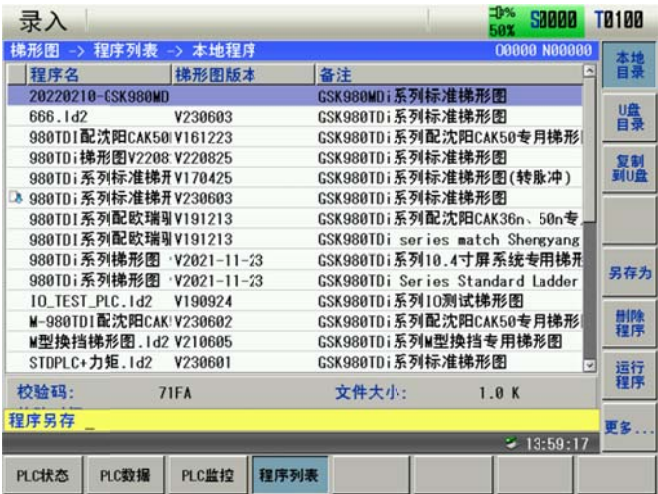 录入
50%
S0000
T0100
梯形图 -> 程序列表 -> 本地程序
O0000 N00000
程序名 梯形图版本 备注
20220210-GSK980MD GSK980MDi系列标准梯形图
666.ld2 V230603 GSK980TDi系列标准梯形图
980TDI配沈阳CAK50 V161223 GSK980TDi系列配沈阳CAK50专用梯形
980TDi梯形图V2208 V220825 GSK980TDi系列标准梯形图
980TDi系列标准梯形 V170425 GSK980TDi系列标准梯形图(转脉冲)
980TDi系列标准梯形 V230603 GSK980TDi系列标准梯形图
980TDI系列配欧瑞 V191213 GSK980TDi系列配沈阳CAK36n、50n专
980TDI系列配欧瑞 V191213 GSK980TDi series match Shengyang
980TDi系列梯形图 V2021-11-23 GSK980TDi系列10.4寸屏系统专用梯形
980TDi系列梯形图 V2021-11-23 GSK980TDi Series Standard Ladder
IO_TEST_PLC.ld2 V190924 GSK980TDi系列IO测试梯形图
M-980TDI配沈阳CAK V230602 GSK980TDi系列配沈阳CAK50专用梯形
M型换挡梯形图.ld2 V210605 GSK980TDi系列M型换挡专用梯形图
STDPLC+力矩.ld2 V230601 GSK980TDi系列标准梯形图
校验码: 71FA 文件大小: 1.0 K
程序另存 _
13:59:17
PLC状态 PLC数据 PLC监控 程序列表
本地
目录
U盘
目录
复制
到U盘
另存为
删除
程序
运行
程序
更多...